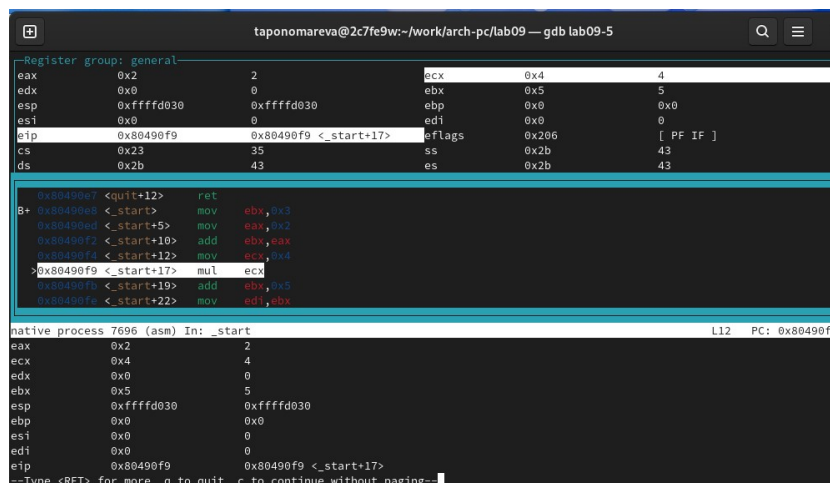 taponomareva@2c7fe9w:~/work/arch-pc/lab09 — gdb lab09-5
Register group: general
eax 0x2 2 ecx 0x4 4
edx 0x0 0 ebx 0x5 5
esp 0xffffd030 0xffffd030 ebp 0x0 0x0
esi 0x0 0 edi 0x0 0
eip 0x80490f9 0x80490f9 <_start+17> eflags 0x206 [ PF IF ]
cs 0x23 35 ss 0x2b 43
ds 0x2b 43 es 0x2b 43
0x80490e7 <quit+12> ret
B+ 0x80490e8 <_start> mov ebx,0x3
0x80490ed <_start+5> mov eax,0x2
0x80490f2 <_start+10> add ebx,eax
0x80490f4 <_start+12> mov ecx,0x4
>0x80490f9 <_start+17> mul ecx
0x80490fb <_start+19> add ebx,0x5
0x80490fe <_start+22> mov edi,ebx
native process 7696 (asm) In: _start L12 PC: 0x80490f
eax 0x2 2
ecx 0x4 4
edx 0x0 0
ebx 0x5 5
esp 0xffffd030 0xffffd030
ebp 0x0 0x0
esi 0x0 0
edi 0x0 0
eip 0x80490f9 0x80490f9 <_start+17>
--Type <RET> for more, q to quit, c to continue without paging--